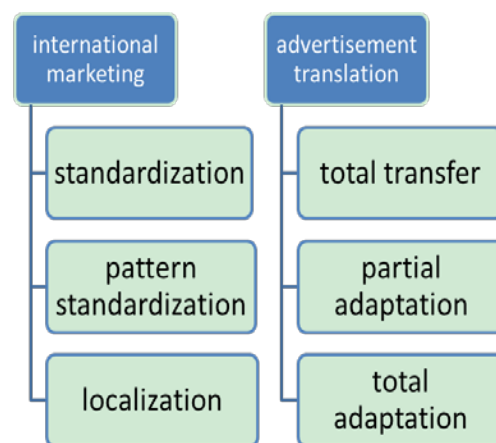 international
marketing
standardization
pattern
standardization
localization
advertisement
translation
total transfer
partial
adaptation
total
adaptation